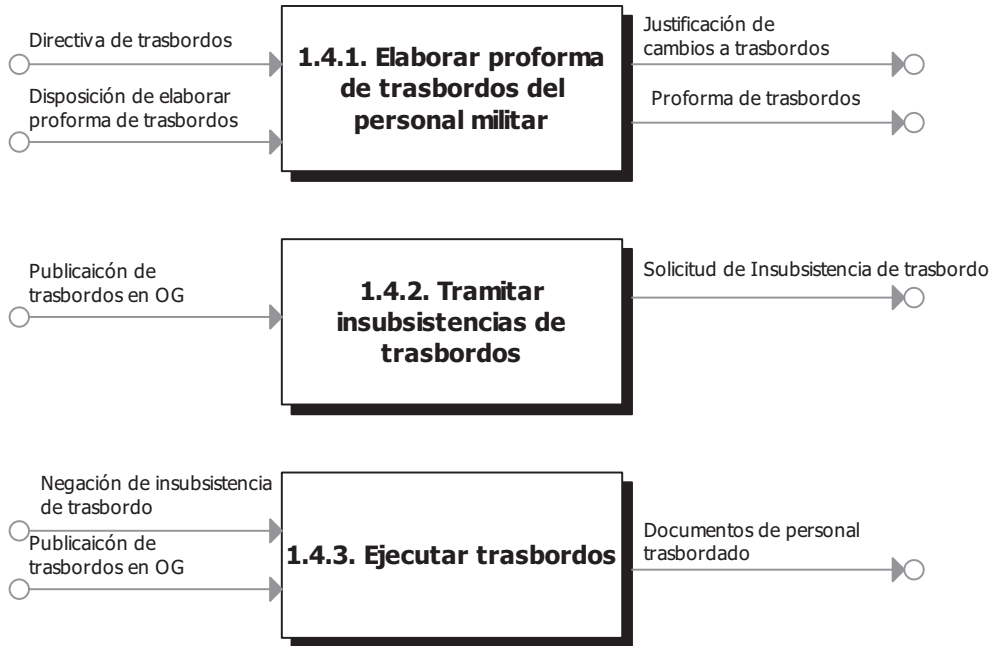 Directiva de trasbordos
Disposición de elaborar
proforma de trasbordos
1.4.1. Elaborar proforma
de trasbordos del
personal militar
Justificación de
cambios a trasbordos
Proforma de trasbordos
Publicaicón de
trasbordos en OG
1.4.2. Tramitar
insubsistencias de
trasbordos
Solicitud de Insubsistencia de trasbordo
Negación de insubsistencia
de trasbordo
Publicaicón de
trasbordos en OG
1.4.3. Ejecutar trasbordos
Documentos de personal
trasbordado